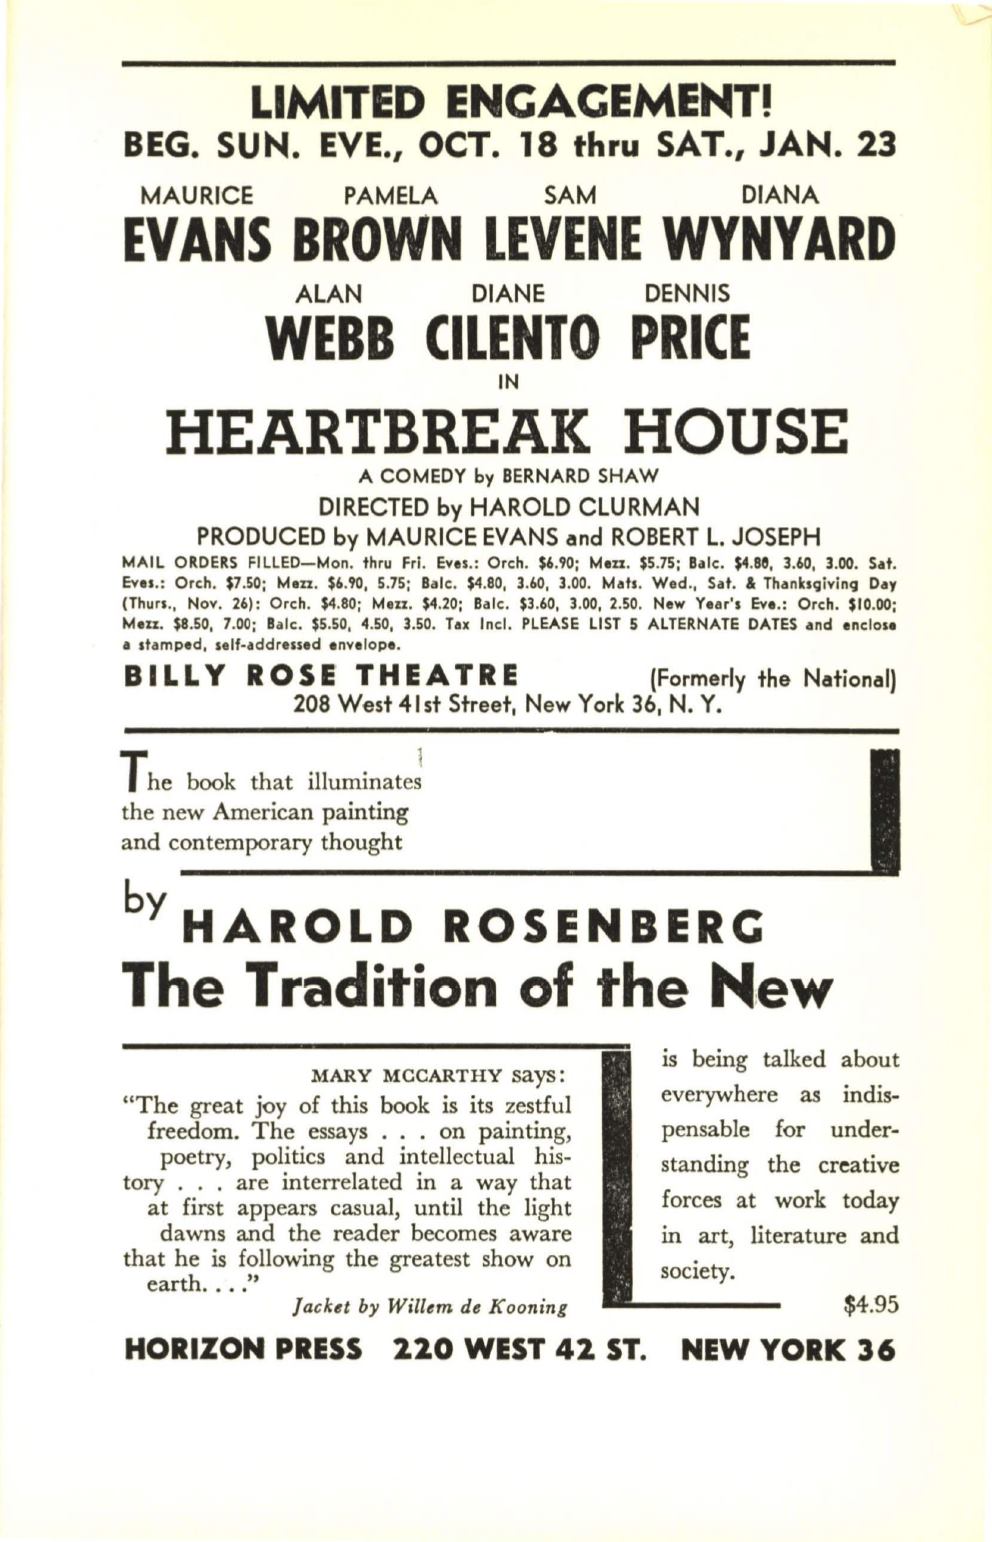 LIMITED ENGAGEMENT!
BEG. SUN. EVE., OCT. 18 thru SAT., JAN. 23
MAURICE PAMELA SAM DIANA
EVANS BROWN LEVENE WYNYARD
ALAN DIANE DENNIS
WEBB CILENTO PRICE
IN
HEARTBREAK HOUSE
A COMEDY by BERNARD SHAW
DIRECTED by HAROLD CLURMAN
PRODUCED by MAURICE EVANS and ROBERT L. JOSEPH
MAIL ORDERS FILLED—Mon. thru Fri. Eves.: Orch. $6.90; Mezz. $5.75; Balc. $4.80, 3.60, 3.00. Sat.
Eves.: Orch. $7.50; Mezz. $6.90, 5.75; Balc. $4.80, 3.60, 3.00. Mats. Wed., Sat. & Thanksgiving Day
(Thurs., Nov. 26): Orch. $4.80; Mezz. $4.20; Balc. $3.60, 3.00, 2.50. New Year's Eve.: Orch. $10.00;
Mezz. $8.50, 7.00; Balc. $5.50, 4.50, 3.50. Tax Incl. PLEASE LIST 5 ALTERNATE DATES and enclose
a stamped, self-addressed envelope.
BILLY ROSE THEATRE (Formerly the National)
208 West 41st Street, New York 36, N. Y.
The book that illuminates
the new American painting
and contemporary thought
by HAROLD ROSENBERG
The Tradition of the New
MARY MCCARTHY says:
“The great joy of this book is its zestful
freedom. The essays . . . on painting,
poetry, politics and intellectual his-
tory . . . are interrelated in a way that
at first appears casual, until the light
dawns and the reader becomes aware
that he is following the greatest show on
earth. . . .”
Jacket by Willem de Kooning
is being talked about
everywhere as indis-
pensable for under-
standing the creative
forces at work today
in art, literature and
society.
$4.95
HORIZON PRESS 220 WEST 42 ST. NEW YORK 36